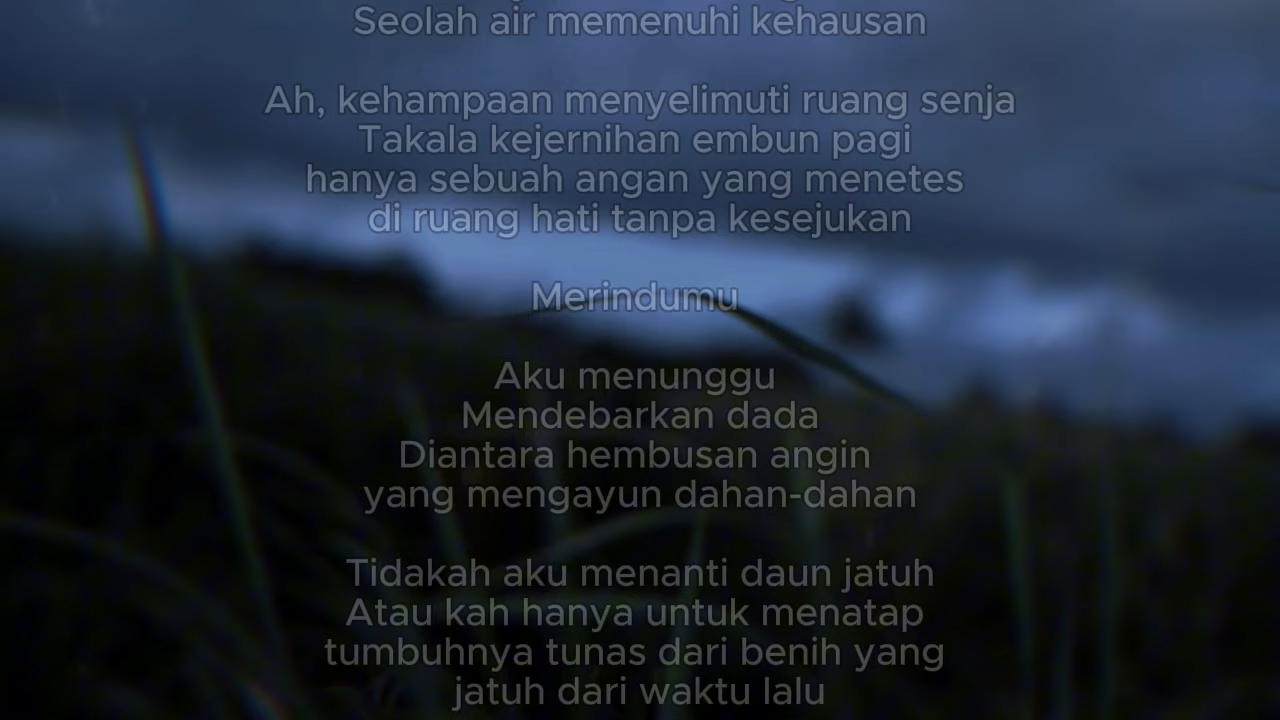 Seolah air memenuhi kehausan
Ah, kehampaan menyelimuti ruang senja
Takala kejernihan embun pagi
hanya sebuah angan yang menetes
di ruang hati tanpa kesejukan
Merindumu
Aku menunggu
Mendebarkan dada
Diantara hembusan angin
yang mengayun dahan-dahan
Tidakah aku menanti daun jatuh
Atau kah hanya untuk menatap
tumbuhnya tunas dari benih yang
jatuh dari waktu lalu